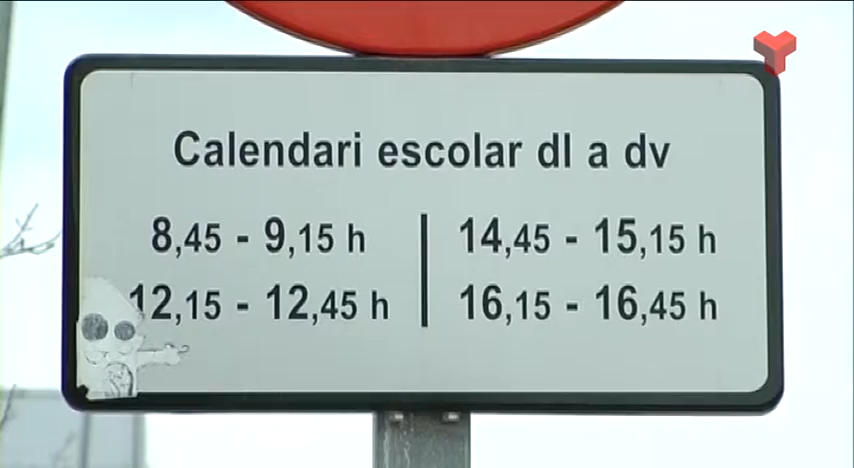 Calendari escolar dl a dv
8,45 - 9,15 h
12,15 - 12,45 h
14,45 - 15,15 h
16,15 - 16,45 h